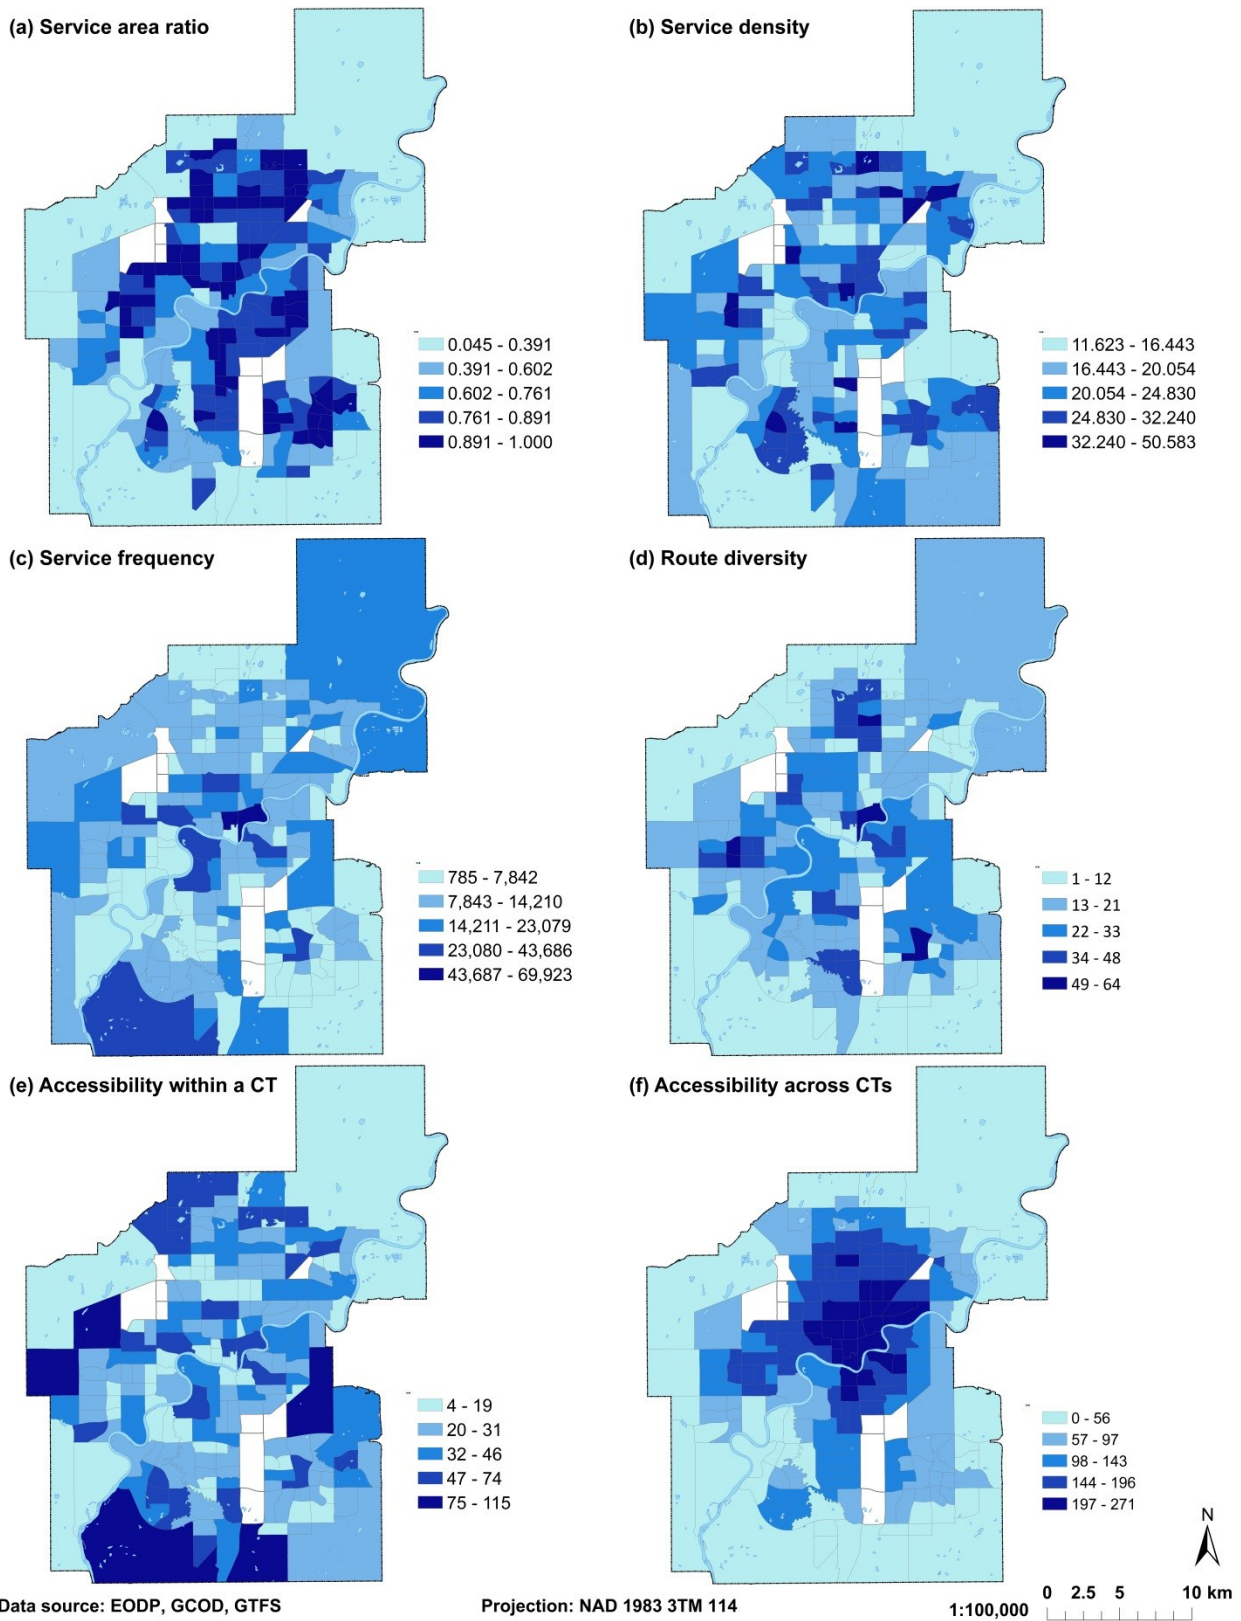 (a) Service area ratio
0.045 - 0.391
0.391 - 0.602
0.602 - 0.761
0.761 - 0.891
0.891 - 1.000
(b) Service density
11.623 - 16.443
16.443 - 20.054
20.054 - 24.830
24.830 - 32.240
32.240 - 50.583
(c) Service frequency
785 - 7,842
7,843 - 14,210
14,211 - 23,079
23,080 - 43,686
43,687 - 69,923
(d) Route diversity
1 - 12
13 - 21
22 - 33
34 - 48
49 - 64
(e) Accessibility within a CT
4 - 19
20 - 31
32 - 46
47 - 74
75 - 115
(f) Accessibility across CTs
0 - 56
57 - 97
98 - 143
144 - 196
197 - 271
N
Data source: EODP, GCOD, GTFS
Projection: NAD 1983 3TM 114
1:100,000
0 2.5 5 10 km